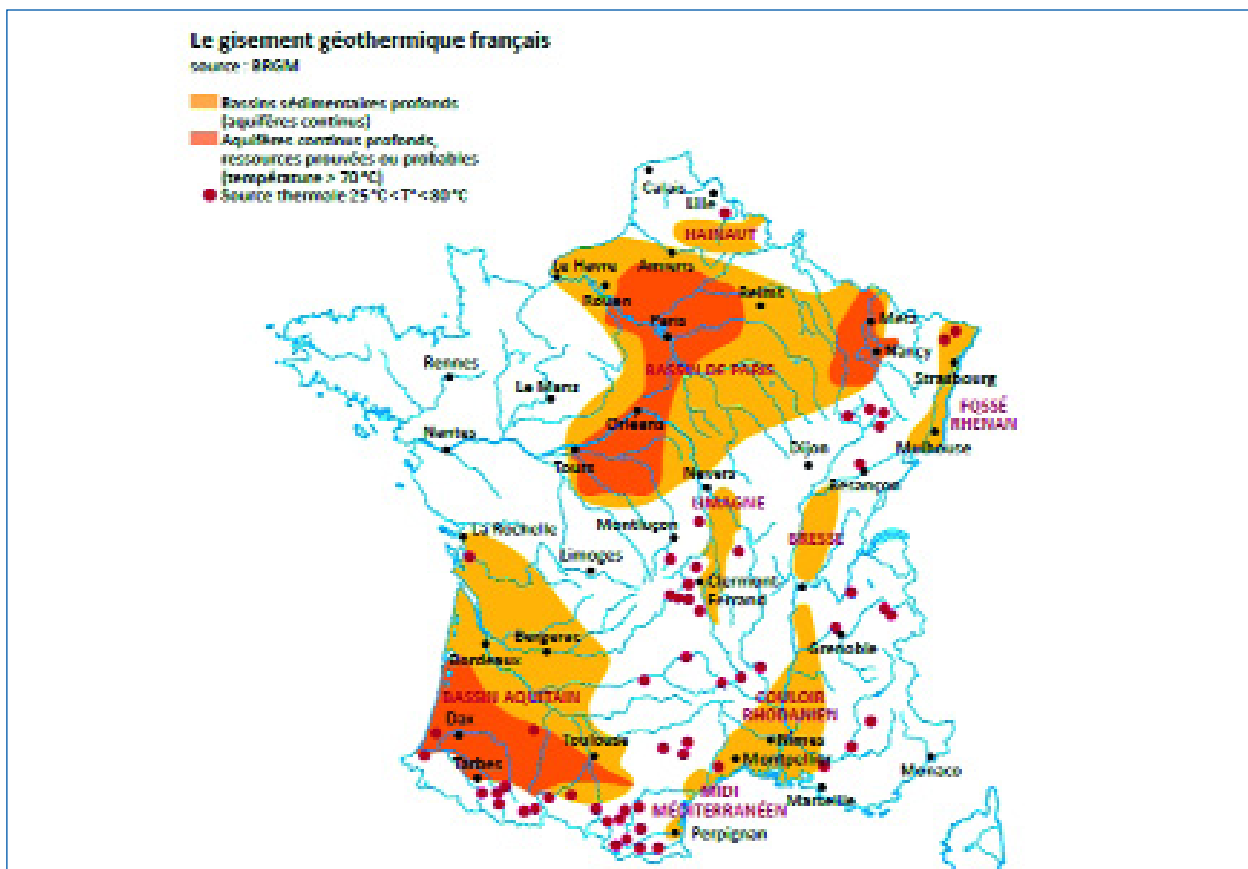 Le gisement géothermique français
source : BRGM
Bassins sédimentaires profonds
(aquifères continus)
Aquifères continus profonds,
ressources prouvées ou probables
(température > 70 °C)
Source thermale 25 °C < T° < 80 °C
Calais
Lille
HAINAUT
Le Havre
Amiens
Rouen
Reims
Paris
Metz
Nancy
Strasbourg
Rennes
BASSIN DE PARIS
Le Mans
FOSSÉ
RHENAN
Orléans
Nantes
Tours
Dijon
Mulhouse
Besançon
Nevers
LIMAGNE
La Rochelle
Montluçon
BRESSE
Limoges
Clermont
Ferrand
Bergerac
Bordeaux
Grenoble
BASSIN AQUITAIN
COULOIR
RHODANIEN
Dax
Toulouse
Nîmes
Montpellier
Monaco
Tarbes
MIDI
MÉDITERRANÉEN
Marseille
Perpignan